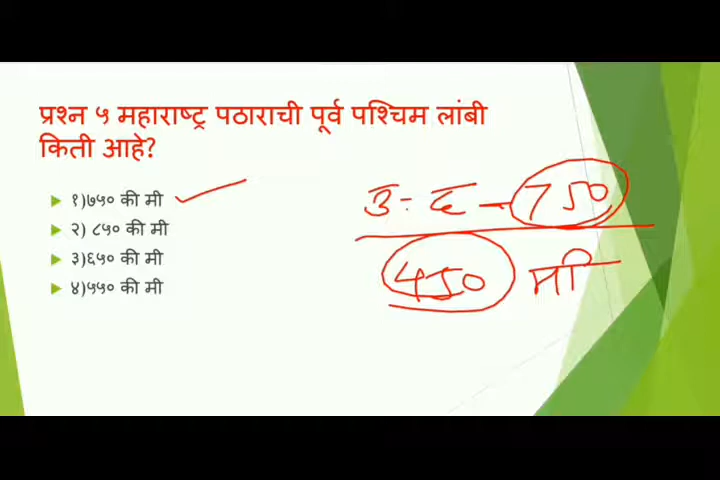 प्रश्न ५ महाराष्ट्र पठाराची पूर्व पश्चिम लांबी
किती आहे?
१)७५० की मी
२) ८५० की मी
३)६५० की मी
४)५५० की मी
उ÷द – 750
450